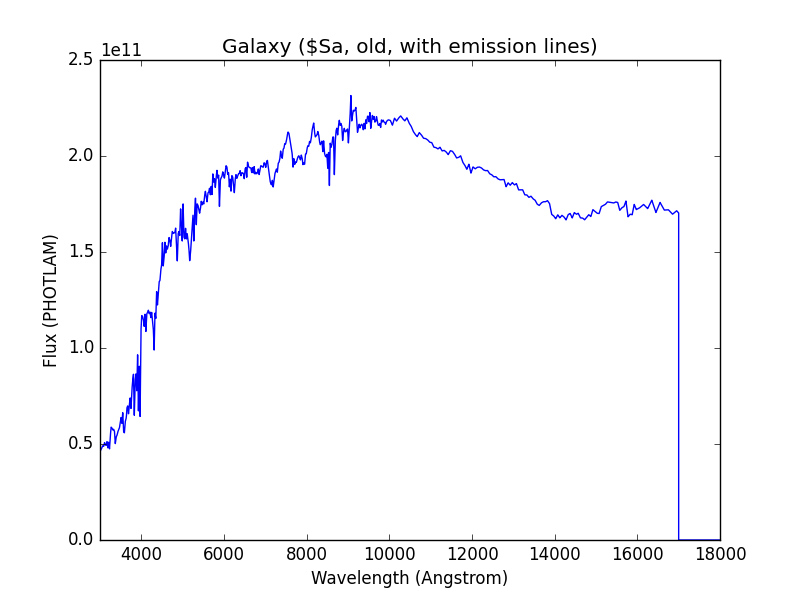 Galaxy ($Sa, old, with emission lines)
1e11
2.5
2.0
1.5
1.0
0.5
0.0
Flux (PHOTLAM)
4000 6000 8000 10000 12000 14000 16000 18000
Wavelength (Angstrom)